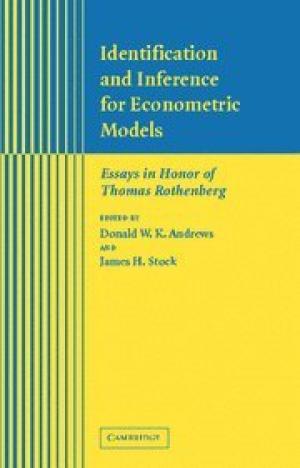 Identification
and Inference
for Econometric
Models
Essays in Honor of
Thomas Rothenberg
EDITED BY
Donald W. K. Andrews
AND
James H. Stock
CAMBRIDGE